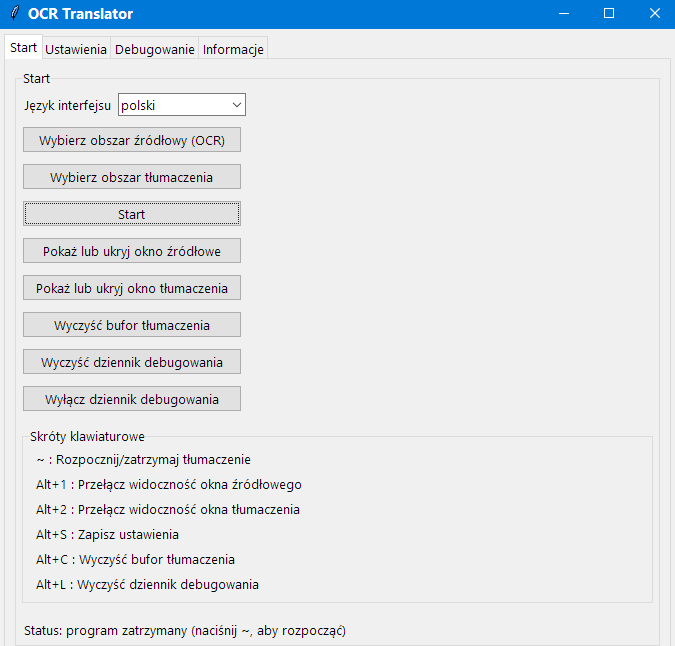 OCR Translator
Start Ustawienia Debugowanie Informacje
Start
Język interfejsu polski
Wybierz obszar źródłowy (OCR)
Wybierz obszar tłumaczenia
Start
Pokaż lub ukryj okno źródłowe
Pokaż lub ukryj okno tłumaczenia
Wyczyść bufor tłumaczenia
Wyczyść dziennik debugowania
Wyłącz dziennik debugowania
Skróty klawiaturowe
~ : Rozpocznij/zatrzymaj tłumaczenie
Alt+1 : Przełącz widoczność okna źródłowego
Alt+2 : Przełącz widoczność okna tłumaczenia
Alt+S : Zapisz ustawienia
Alt+C : Wyczyść bufor tłumaczenia
Alt+L : Wyczyść dziennik debugowania
Status: program zatrzymany (naciśnij ~, aby rozpocząć)